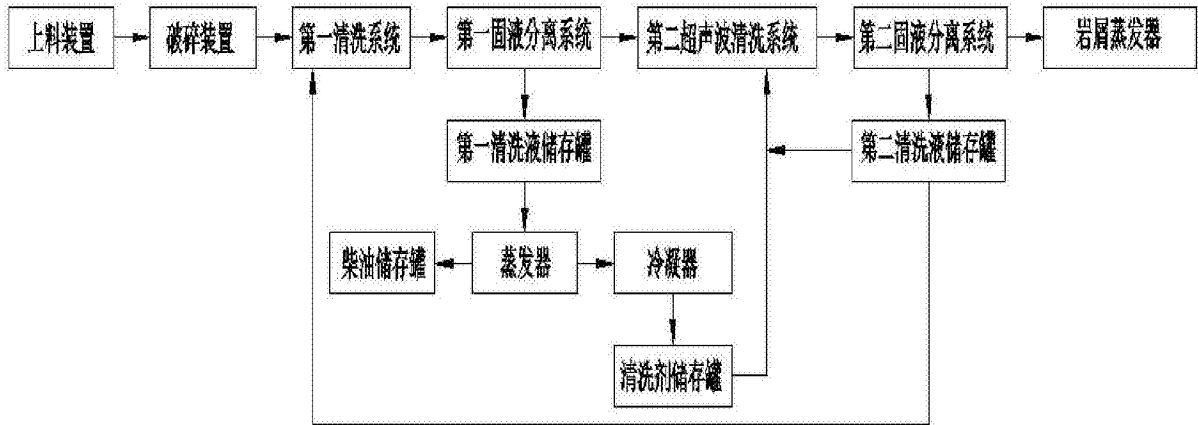 上料装置
破碎装置
第一清洗系统
第一固液分离系统
第二超声波清洗系统
第二固液分离系统
岩屑蒸发器
第一清洗液储存罐
第二清洗液储存罐
柴油储存罐
蒸发器
冷凝器
清洗剂储存罐